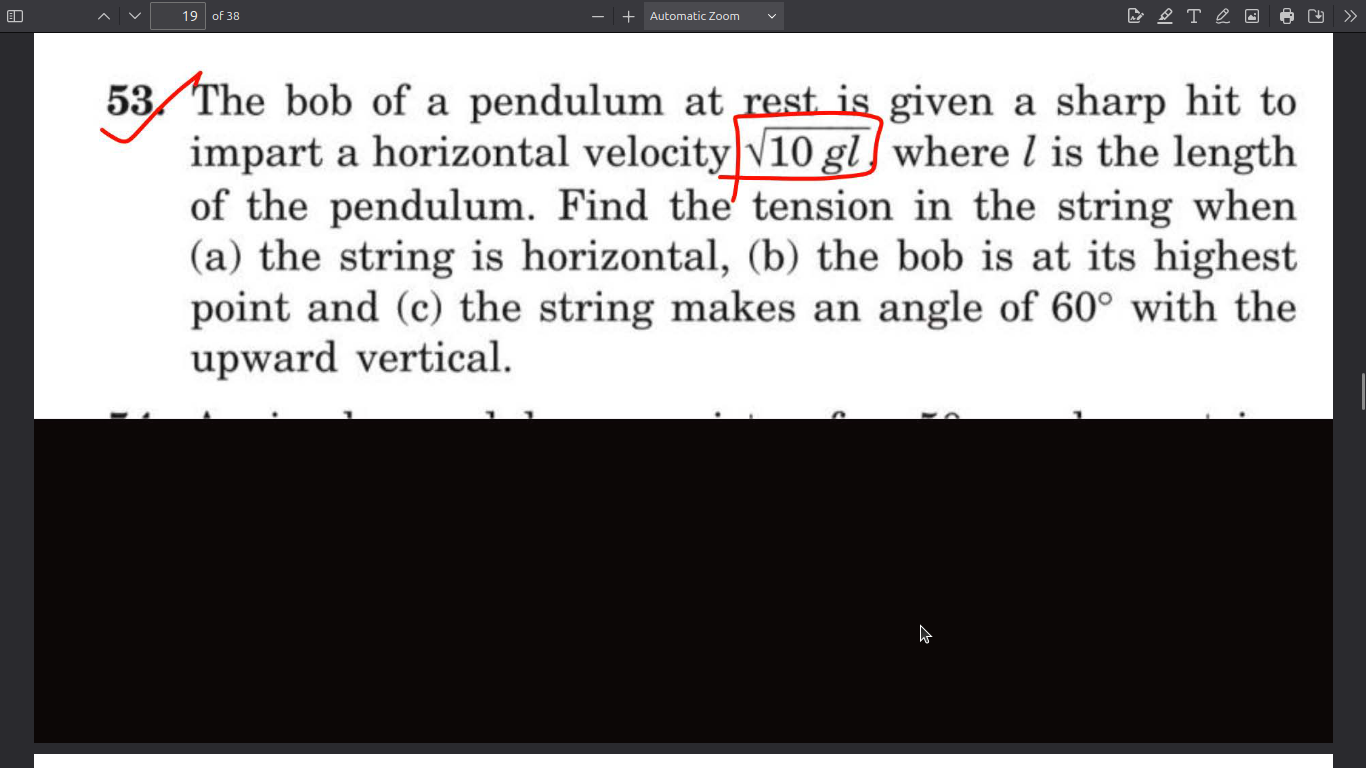 19 of 38 Automatic Zoom
53. The bob of a pendulum at rest is given a sharp hit to
impart a horizontal velocity √10 gl, where l is the length
of the pendulum. Find the tension in the string when
(a) the string is horizontal, (b) the bob is at its highest
point and (c) the string makes an angle of 60° with the
upward vertical.